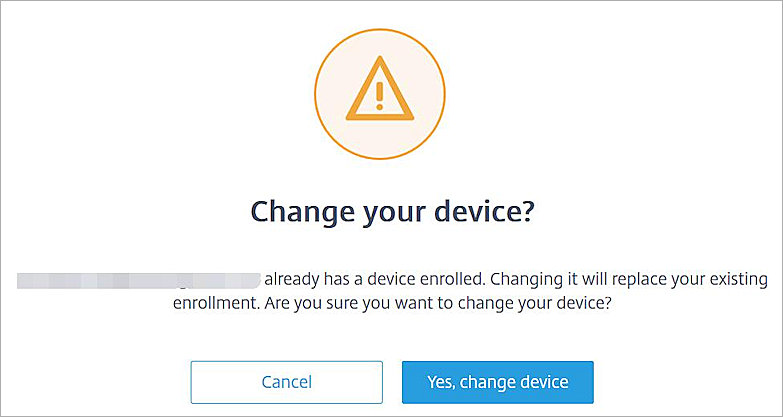 Change your device?
already has a device enrolled. Changing it will replace your existing
enrollment. Are you sure you want to change your device?
Cancel
Yes, change device